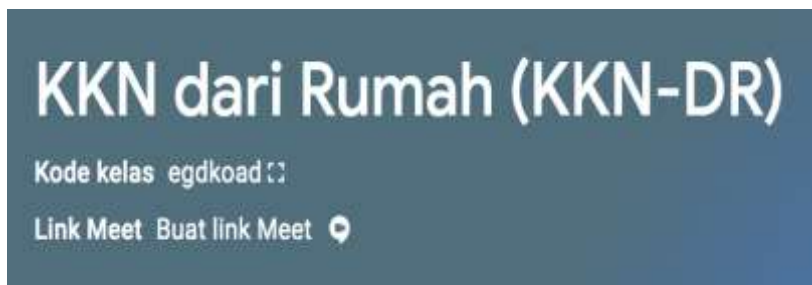 KKN dari Rumah (KKN-DR)
Kode kelas egdkoad
Link Meet Buat link Meet